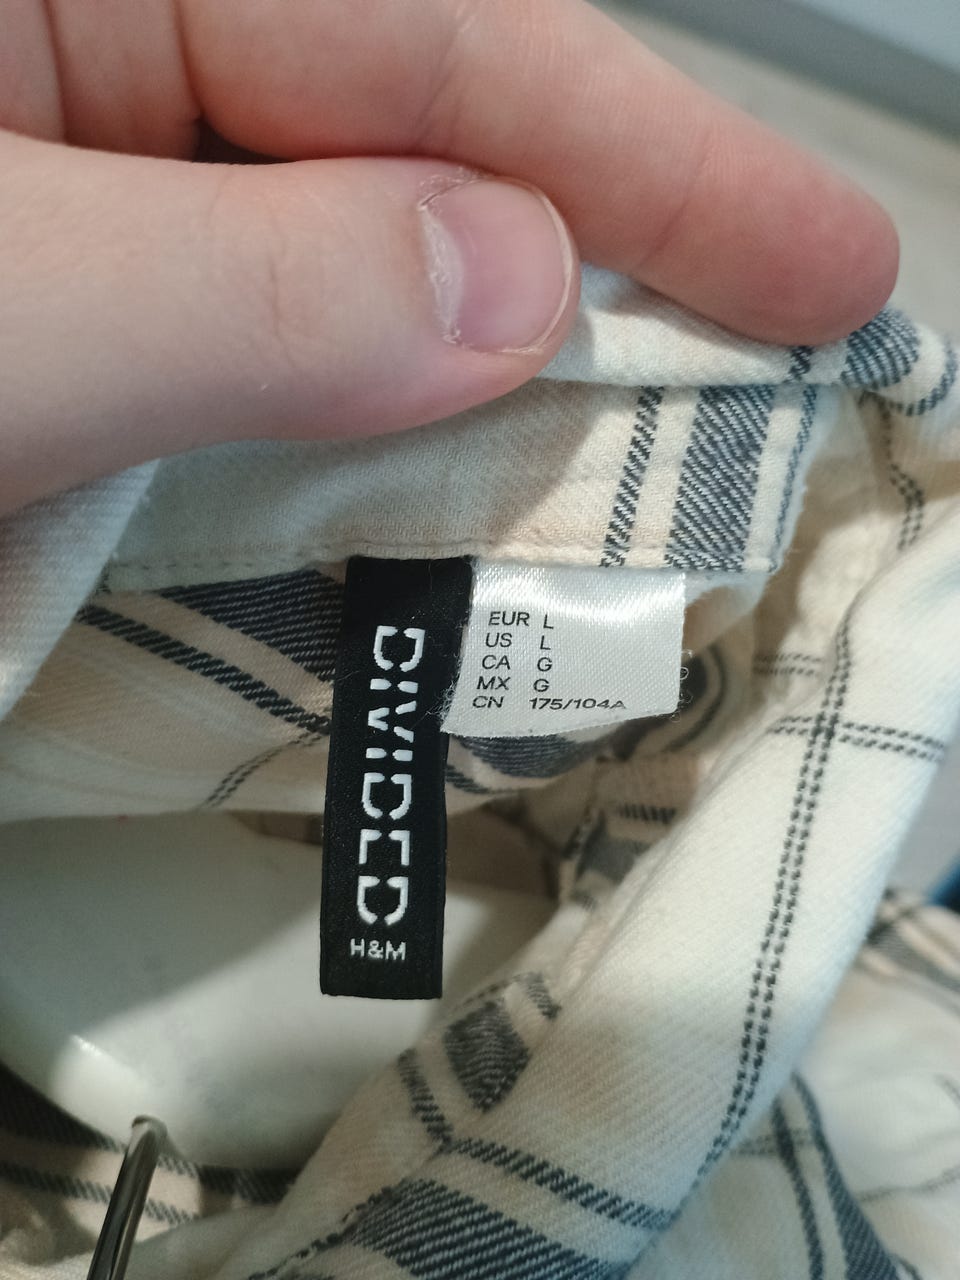 DIVIDED
H&M
EUR L
US L
CA G
MX G
CN 175/104A